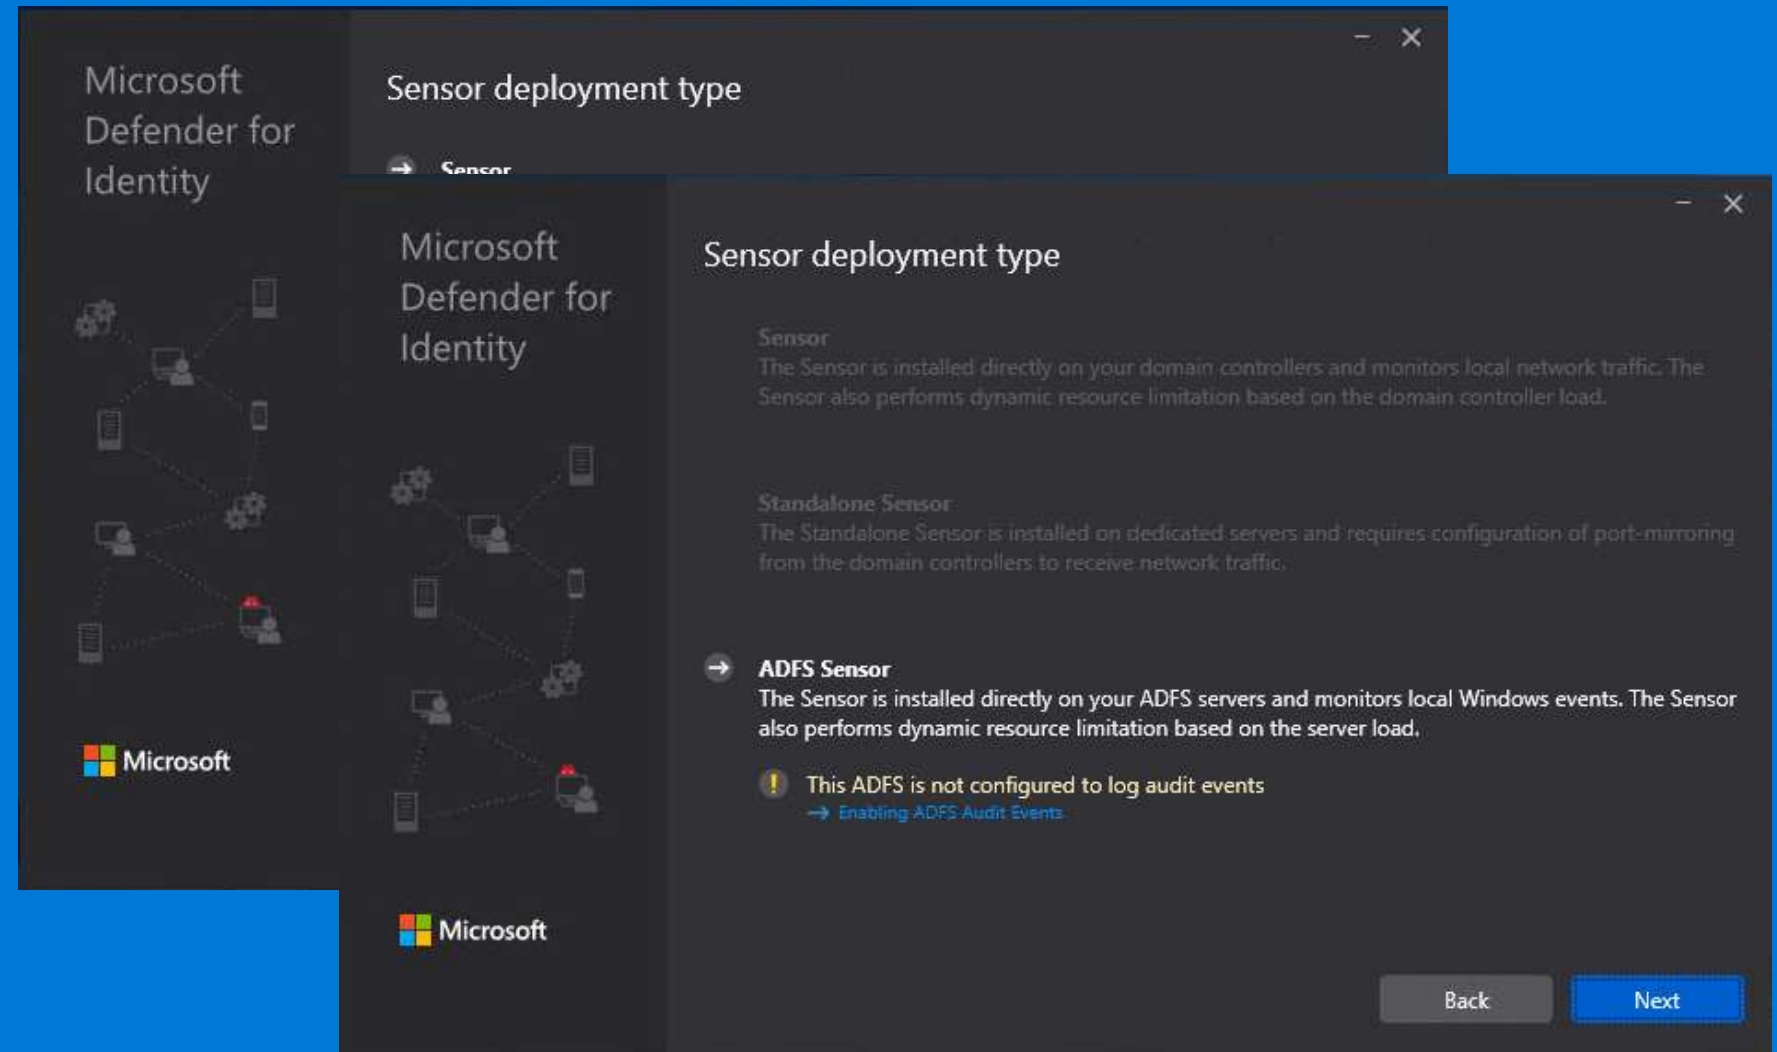 Microsoft
Defender for
Identity
Sensor deployment type
Sensor
Microsoft
Microsoft
Defender for
Identity
Sensor deployment type
Sensor
The Sensor is installed directly on your domain controllers and monitors local network traffic. The
Sensor also performs dynamic resource limitation based on the domain controller load.
Standalone Sensor
The Standalone Sensor is installed on dedicated servers and requires configuration of port-mirroring
from the domain controllers to receive network traffic.
ADFS Sensor
The Sensor is installed directly on your ADFS servers and monitors local Windows events. The Sensor
also performs dynamic resource limitation based on the server load.
This ADFS is not configured to log audit events
Enabling ADFS Audit Events
Microsoft
Back
Next